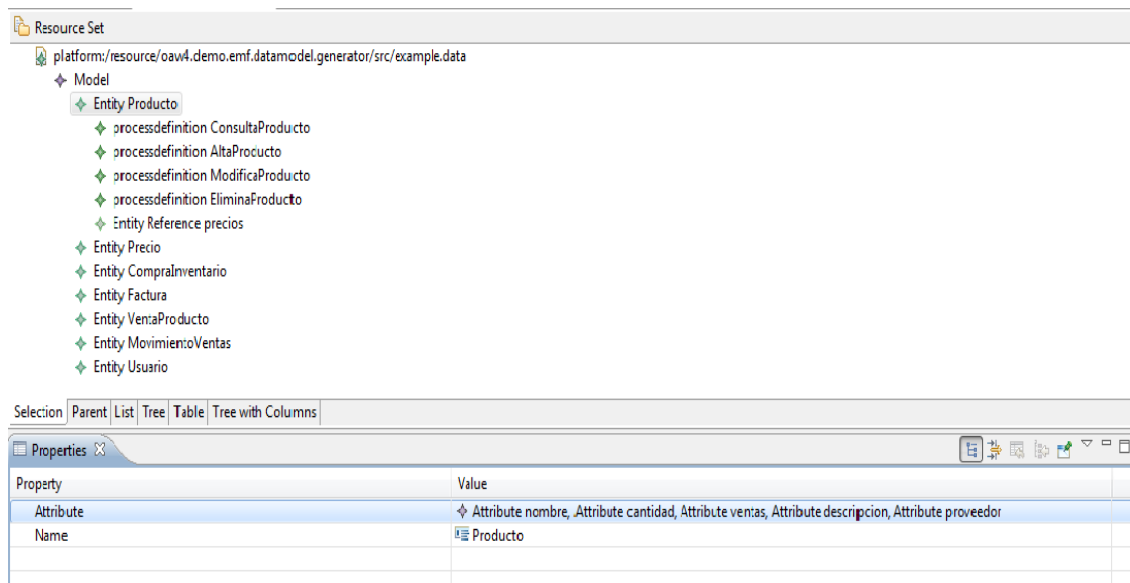 Resource Set
platform:/resource/oaw4.demo.emf.datamodel.generator/src/example.data
Model
Entity Producto
processdefinition ConsultaProducto
processdefinition AltaProducto
processdefinition ModificaProducto
processdefinition EliminaProducto
Entity Reference precios
Entity Precio
Entity CompraInventario
Entity Factura
Entity VentaProducto
Entity MovimientoVentas
Entity Usuario
Selection Parent List Tree Table Tree with Columns
Properties
Property Value
Attribute Attribute nombre, Attribute cantidad, Attribute ventas, Attribute descripcion, Attribute proveedor
Name Producto